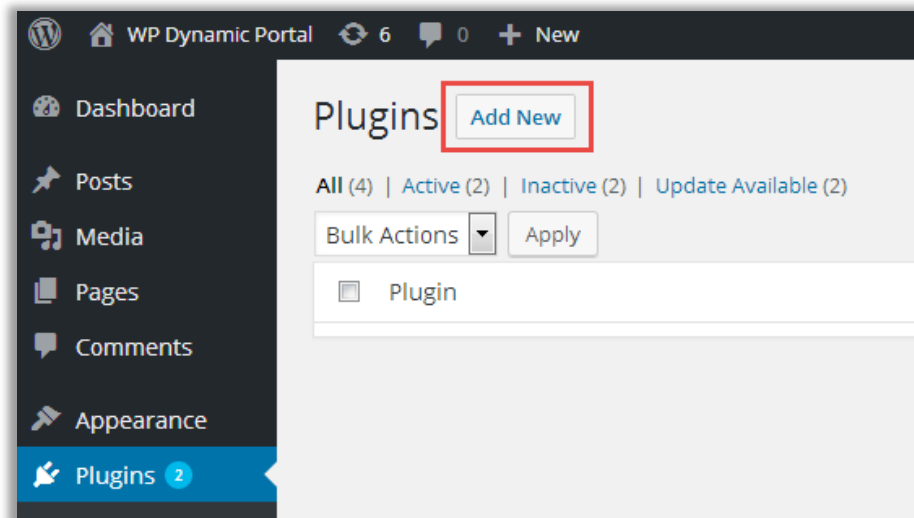 WP Dynamic Portal 6 0 + New
Dashboard
Posts
Media
Pages
Comments
Appearance
Plugins 2
Plugins Add New
All (4) | Active (2) | Inactive (2) | Update Available (2)
Bulk Actions Apply
Plugin